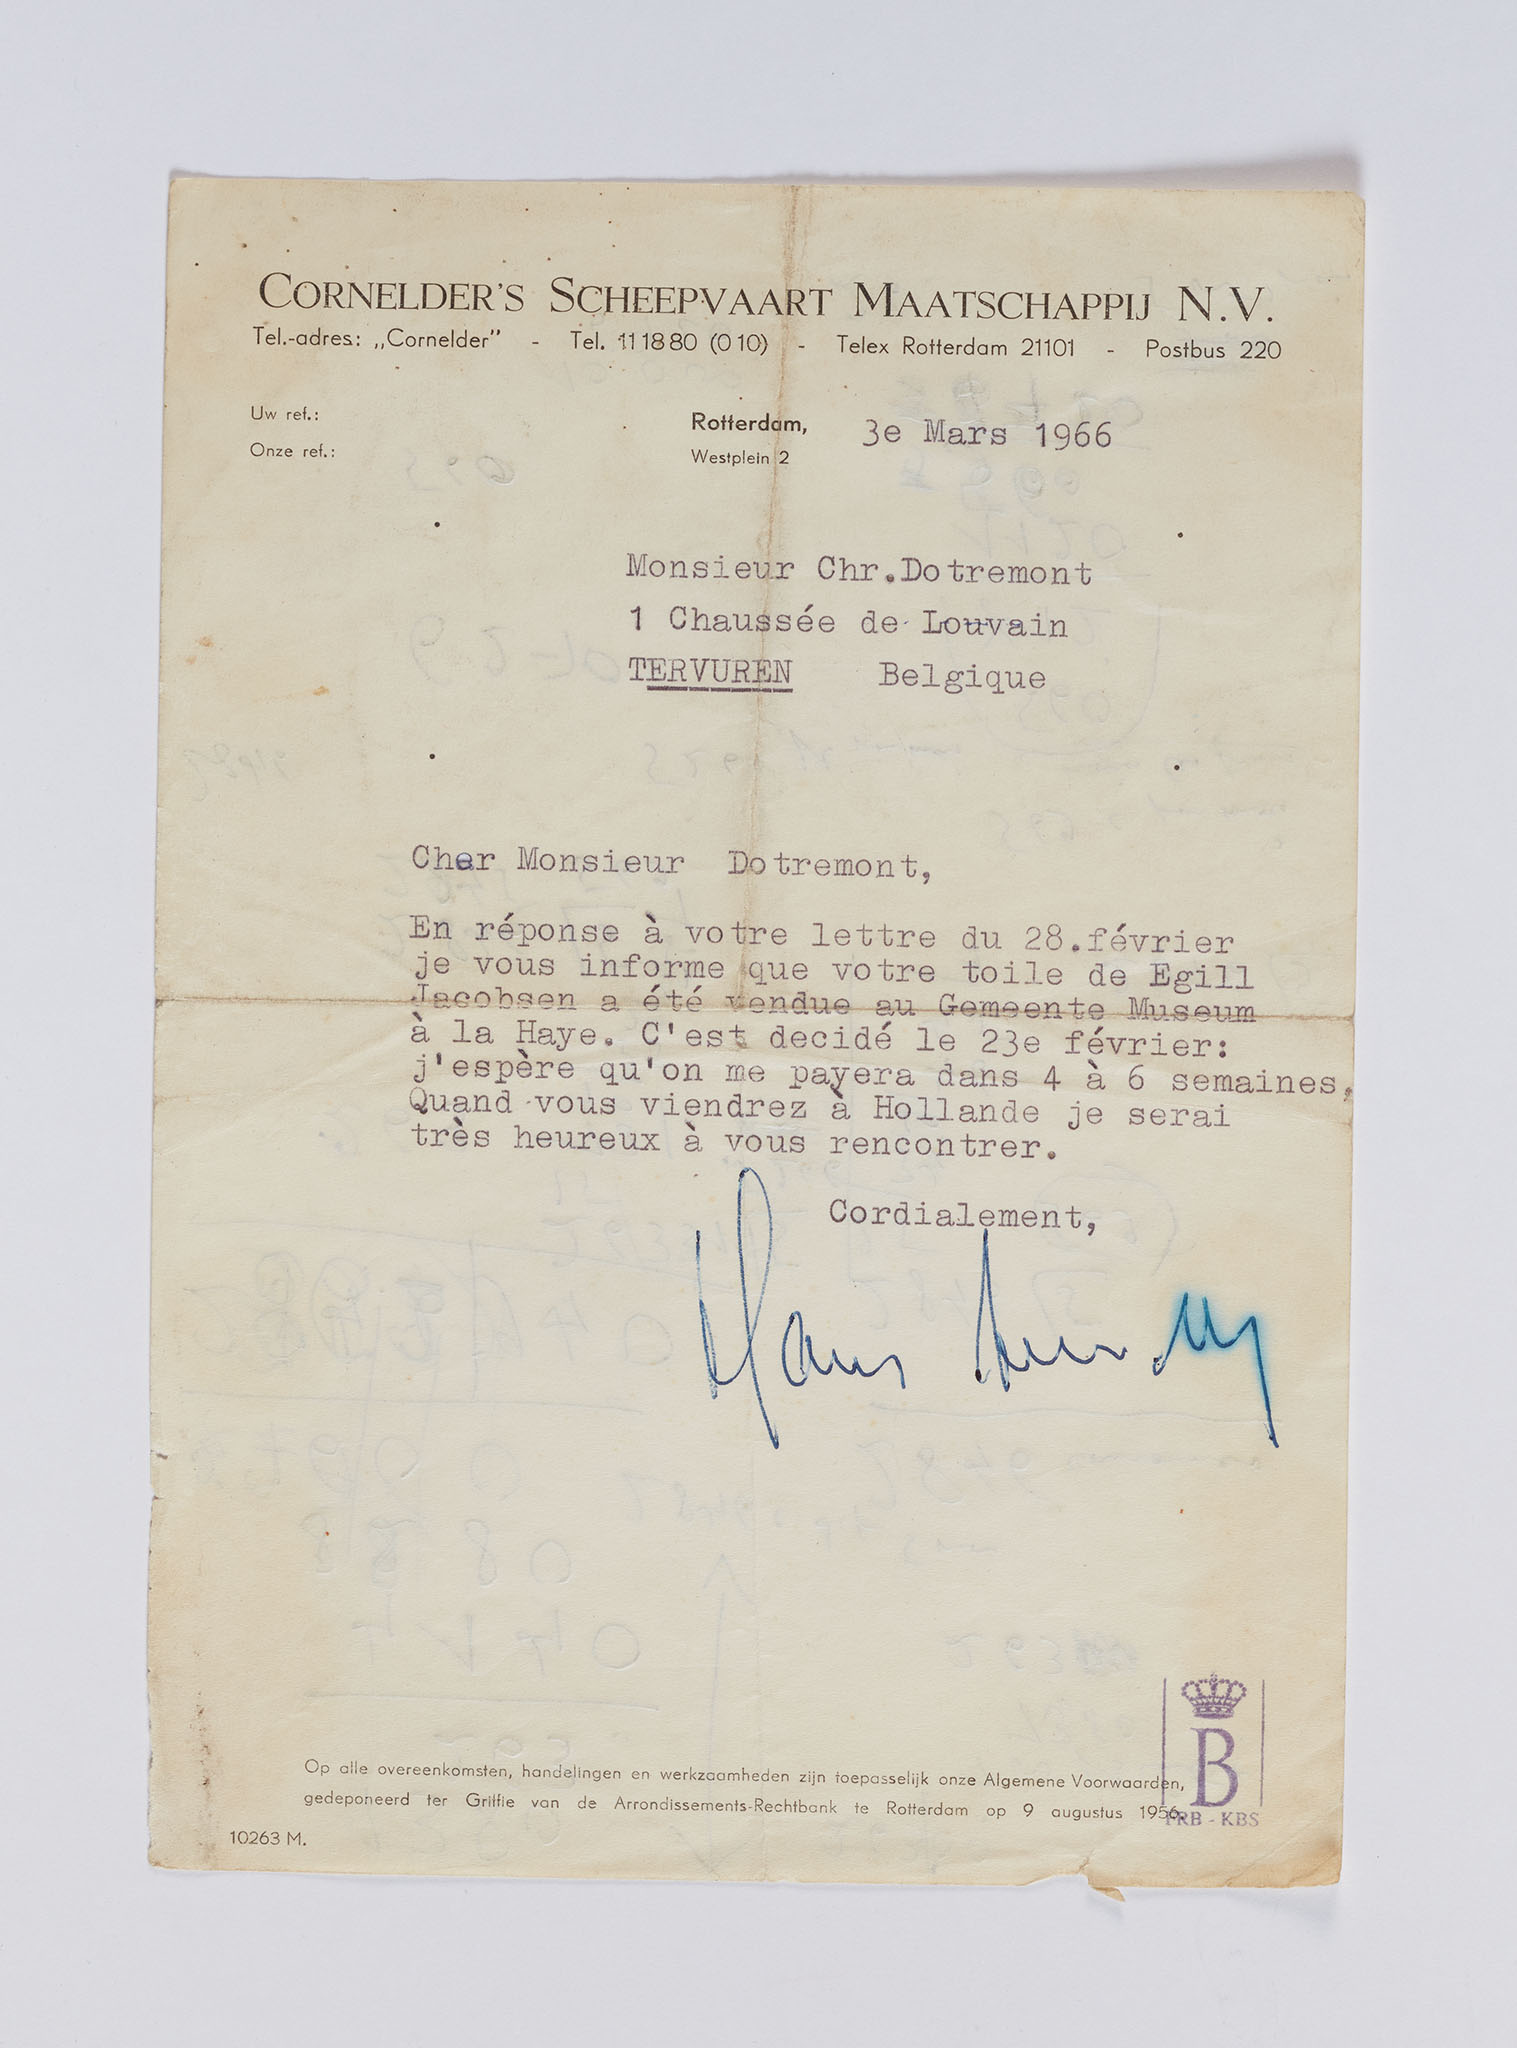 CORNELDER'S SCHEEPVAART MAATSCHAPPIJ N.V.
Tel.-adres: „Cornelder” - Tel. 111880 (010) - Telex Rotterdam 21101 - Postbus 220
Uw ref.:
Onze ref.:
Rotterdam, 3e Mars 1966
Westplein 2
Monsieur Chr.Dotremont
1 Chaussée de Louvain
TERVUREN Belgique
Cher Monsieur Dotremont,
En réponse à votre lettre du 28.février
je vous informe que votre toile de Egill
Jacobsen a été vendue au Gemeente Museum
à la Haye. C'est decidé le 23e février:
j'espère qu'on me payera dans 4 à 6 semaines.
Quand vous viendrez à Hollande je serai
très heureux à vous rencontrer.
Cordialement,
Hans
B
FRB - KBS
Op alle overeenkomsten, handelingen en werkzaamheden zijn toepasselijk onze Algemene Voorwaarden,
gedeponeerd ter Griffie van de Arrondissements-Rechtbank te Rotterdam op 9 augustus 1956.
10263 M.